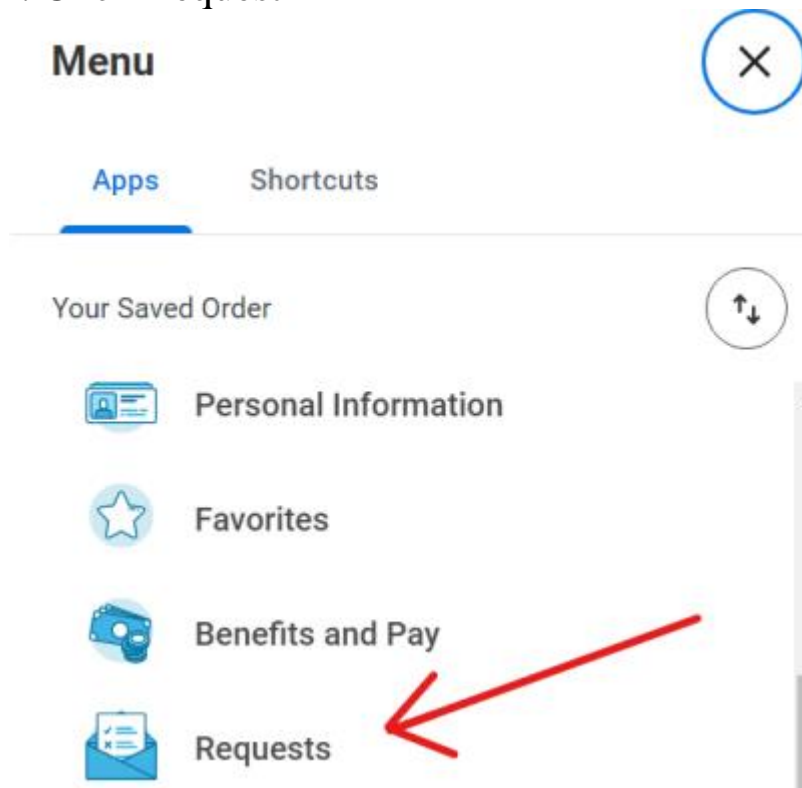 Menu
Apps Shortcuts
Your Saved Order
Personal Information
Favorites
Benefits and Pay
Requests